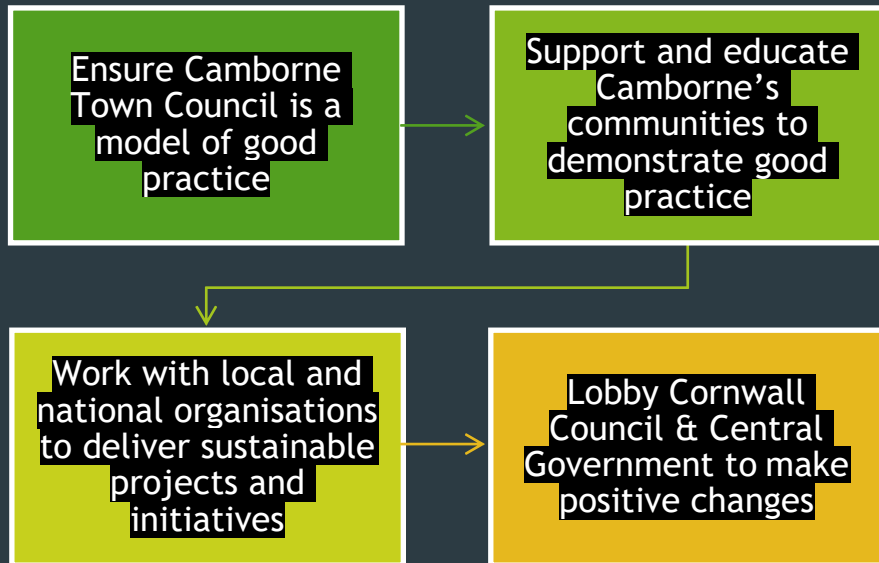 Ensure Camborne
Town Council is a
model of good
practice
Support and educate
Camborne’s
communities to
demonstrate good
practice
Work with local and
national organisations
to deliver sustainable
projects and
initiatives
Lobby Cornwall
Council & Central
Government to make
positive changes